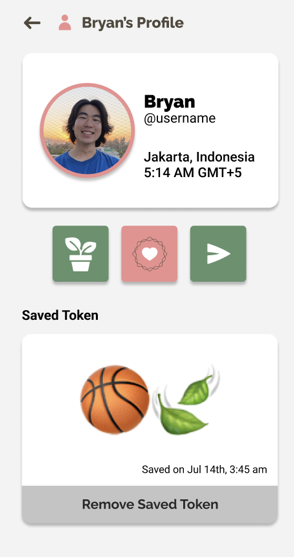 Bryan's Profile
Bryan
@username
Jakarta, Indonesia
5:14 AM GMT+5
Saved Token
Saved on Jul 14th, 3:45 am
Remove Saved Token